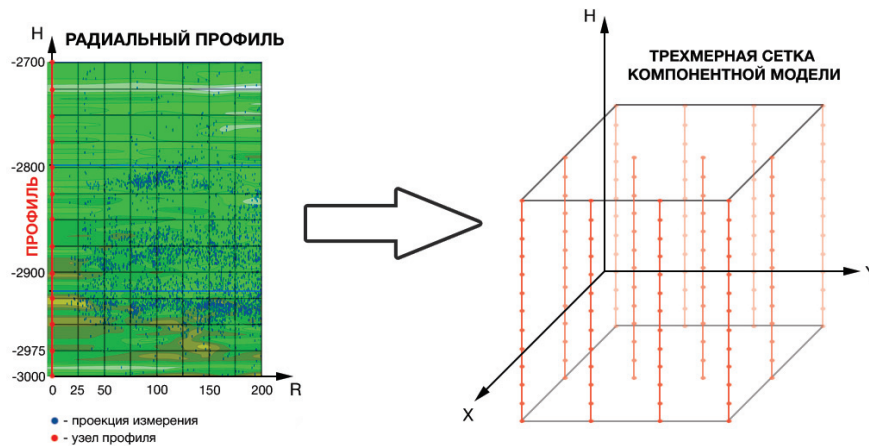 H
РАДИАЛЬНЫЙ ПРОФИЛЬ
-2700
-2800
-2900
-2975
-3000
ПРОФИЛЬ
0 25 50 100 150 200 R
● - проекция измерения
● - узел профиля
H
ТРЕХМЕРНАЯ СЕТКА
КОМПОНЕНТНОЙ МОДЕЛИ
Y
X